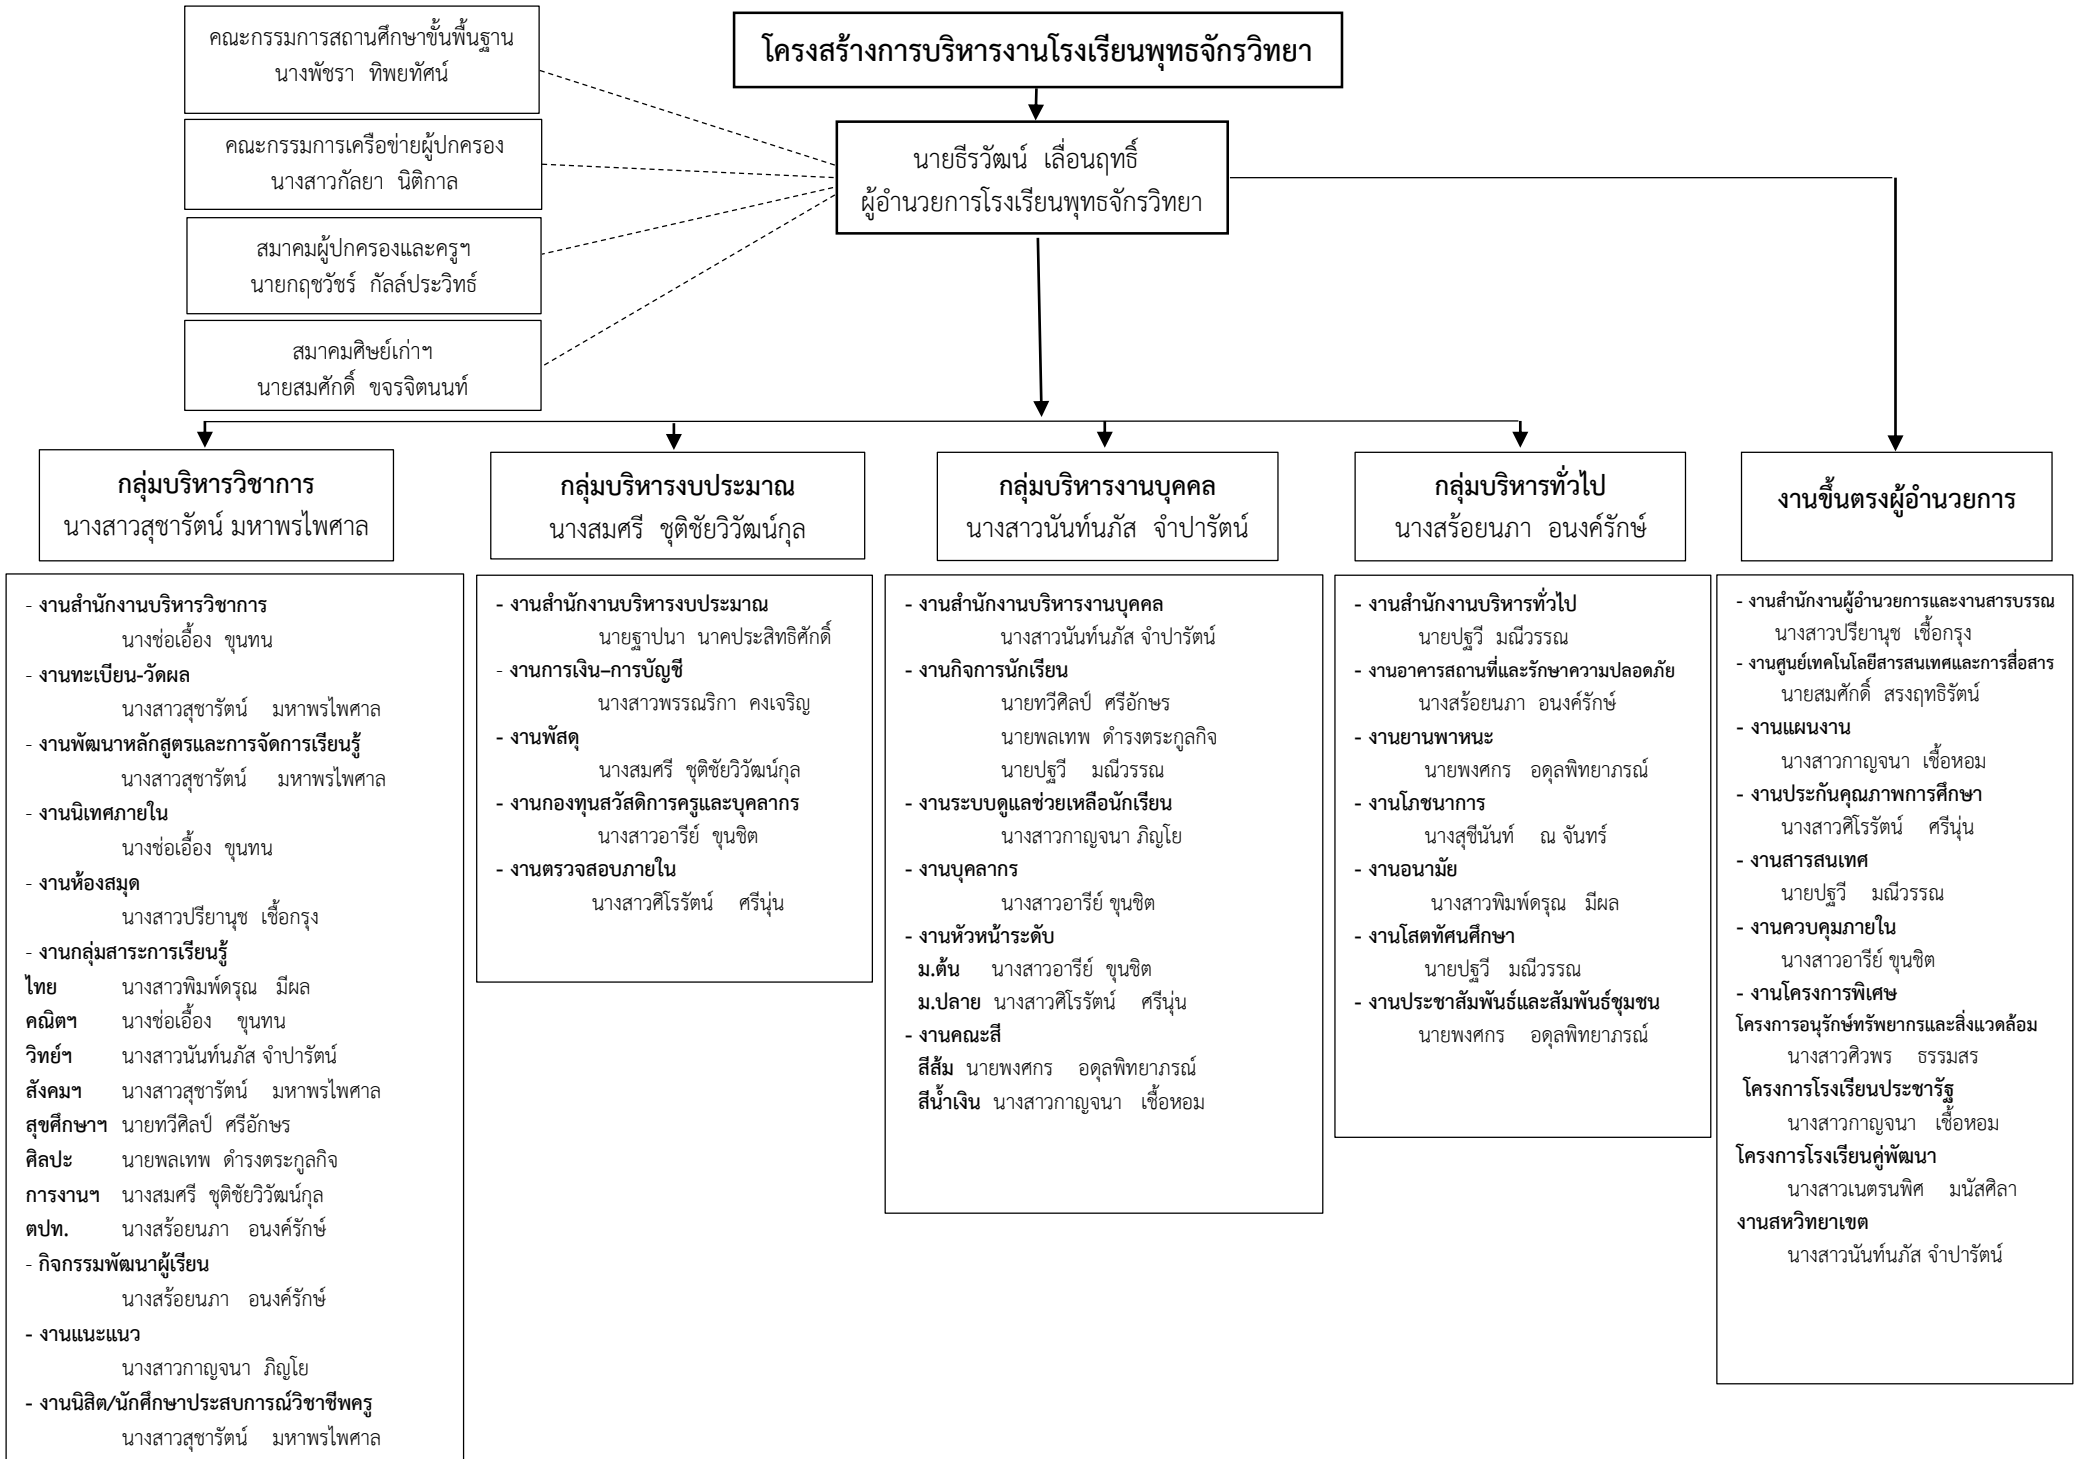 โครงสร้างการบริหารงานโรงเรียนพุทธจักรวิทยา
คณะกรรมการสถานศึกษาขั้นพื้นฐาน
นางพัชรา ทิพยทัศน์
คณะกรรมการเครือข่ายผู้ปกครอง
นางสาวกัลยา นิติกาล
สมาคมผู้ปกครองและครูฯ
นายกฤชวัชร์ กัลล์ประวิทธ์
สมาคมศิษย์เก่าฯ
นายสมศักดิ์ ขจรจิตนนท์
นายธีรวัฒน์ เลื่อนฤทธิ์
ผู้อำนวยการโรงเรียนพุทธจักรวิทยา
กลุ่มบริหารวิชาการ
นางสาวสุชารัตน์ มหาพรไพศาล
- งานสำนักงานบริหารวิชาการ
นางช่อเอื้อง ขุนทน
- งานทะเบียน-วัดผล
นางสาวสุชารัตน์ มหาพรไพศาล
- งานพัฒนาหลักสูตรและการจัดการเรียนรู้
นางสาวสุชารัตน์ มหาพรไพศาล
- งานนิเทศภายใน
นางช่อเอื้อง ขุนทน
- งานห้องสมุด
นางสาวปรียานุช เชื้อกรุง
- งานกลุ่มสาระการเรียนรู้
ไทย นางสาวพิมพ์ดรุณ มีผล
คณิตฯ นางช่อเอื้อง ขุนทน
วิทย์ฯ นางสาวนันท์นภัส จำปารัตน์
สังคมฯ นางสาวสุชารัตน์ มหาพรไพศาล
สุขศึกษาฯ นายทวีศิลป์ ศรีอักษร
ศิลปะ นายพลเทพ ดำรงตระกูลกิจ
การงานฯ นางสมศรี ชุติชัยวิวัฒน์กุล
ตปท. นางสร้อยนภา อนงค์รักษ์
- กิจกรรมพัฒนาผู้เรียน
นางสร้อยนภา อนงค์รักษ์
- งานแนะแนว
นางสาวกาญจนา ภิญโย
- งานนิสิต/นักศึกษาประสบการณ์วิชาชีพครู
นางสาวสุชารัตน์ มหาพรไพศาล
กลุ่มบริหารงบประมาณ
นางสมศรี ชุติชัยวิวัฒน์กุล
- งานสำนักงานบริหารงบประมาณ
นายฐาปนา นาคประสิทธิศักดิ์
- งานการเงิน–การบัญชี
นางสาวพรรณริกา คงเจริญ
- งานพัสดุ
นางสมศรี ชุติชัยวิวัฒน์กุล
- งานกองทุนสวัสดิการครูและบุคลากร
นางสาวอารีย์ ขุนชิต
- งานตรวจสอบภายใน
นางสาวศิโรรัตน์ ศรีนุ่น
กลุ่มบริหารงานบุคคล
นางสาวนันท์นภัส จำปารัตน์
- งานสำนักงานบริหารงานบุคคล
นางสาวนันท์นภัส จำปารัตน์
- งานกิจการนักเรียน
นายทวีศิลป์ ศรีอักษร
นายพลเทพ ดำรงตระกูลกิจ
นายปฐวี มณีวรรณ
- งานระบบดูแลช่วยเหลือนักเรียน
นางสาวกาญจนา ภิญโย
- งานบุคลากร
นางสาวอารีย์ ขุนชิต
- งานหัวหน้าระดับ
ม.ต้น นางสาวอารีย์ ขุนชิต
ม.ปลาย นางสาวศิโรรัตน์ ศรีนุ่น
- งานคณะสี
สีส้ม นายพงศกร อดุลพิทยาภรณ์
สีน้ำเงิน นางสาวกาญจนา เชื้อหอม
กลุ่มบริหารทั่วไป
นางสร้อยนภา อนงค์รักษ์
- งานสำนักงานบริหารทั่วไป
นายปฐวี มณีวรรณ
- งานอาคารสถานที่และรักษาความปลอดภัย
นางสร้อยนภา อนงค์รักษ์
- งานยานพาหนะ
นายพงศกร อดุลพิทยาภรณ์
- งานโภชนาการ
นางสุชีนันท์ ณ จันทร์
- งานอนามัย
นางสาวพิมพ์ดรุณ มีผล
- งานโสตทัศนศึกษา
นายปฐวี มณีวรรณ
- งานประชาสัมพันธ์และสัมพันธ์ชุมชน
นายพงศกร อดุลพิทยาภรณ์
งานขึ้นตรงผู้อำนวยการ
- งานสำนักงานผู้อำนวยการและงานสารบรรณ
นางสาวปรียานุช เชื้อกรุง
- งานศูนย์เทคโนโลยีสารสนเทศและการสื่อสาร
นายสมศักดิ์ สรงฤทธิรัตน์
- งานแผนงาน
นางสาวกาญจนา เชื้อหอม
- งานประกันคุณภาพการศึกษา
นางสาวศิโรรัตน์ ศรีนุ่น
- งานสารสนเทศ
นายปฐวี มณีวรรณ
- งานควบคุมภายใน
นางสาวอารีย์ ขุนชิต
- งานโครงการพิเศษ
โครงการอนุรักษ์ทรัพยากรและสิ่งแวดล้อม
นางสาวศิวพร ธรรมสร
โครงการโรงเรียนประชารัฐ
นางสาวกาญจนา เชื้อหอม
โครงการโรงเรียนคู่พัฒนา
นางสาวเนตรนพิศ มนัสศิลา
งานสหวิทยาเขต
นางสาวนันท์นภัส จำปารัตน์